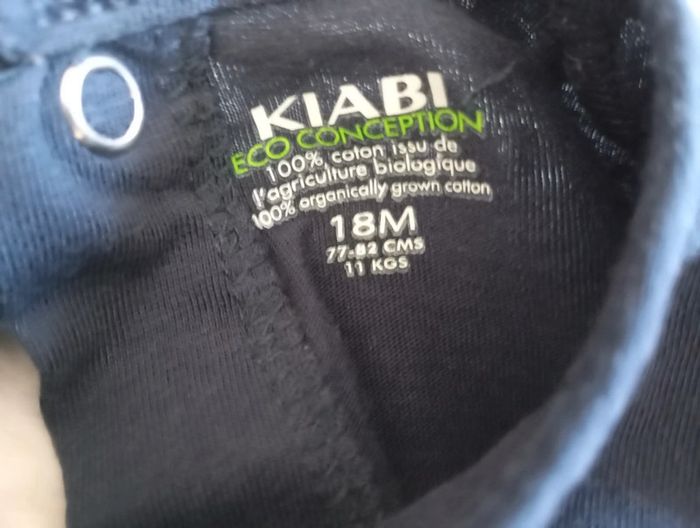 KIABI
ECO CONCEPTION
100% coton issu de
l'agriculture biologique
100% organically grown cotton
18M
77-82 CMS
11 KGS